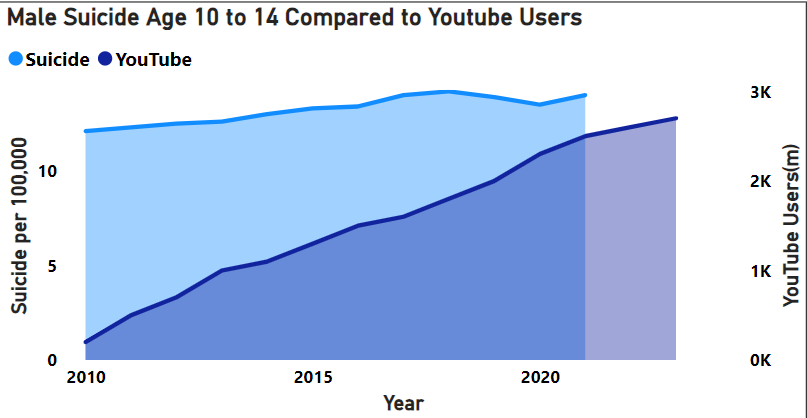 Male Suicide Age 10 to 14 Compared to Youtube Users
Suicide YouTube
Suicide per 100,000
10
5
0
3K
2K
1K
0K
YouTube Users(m)
2010 2015 2020
Year